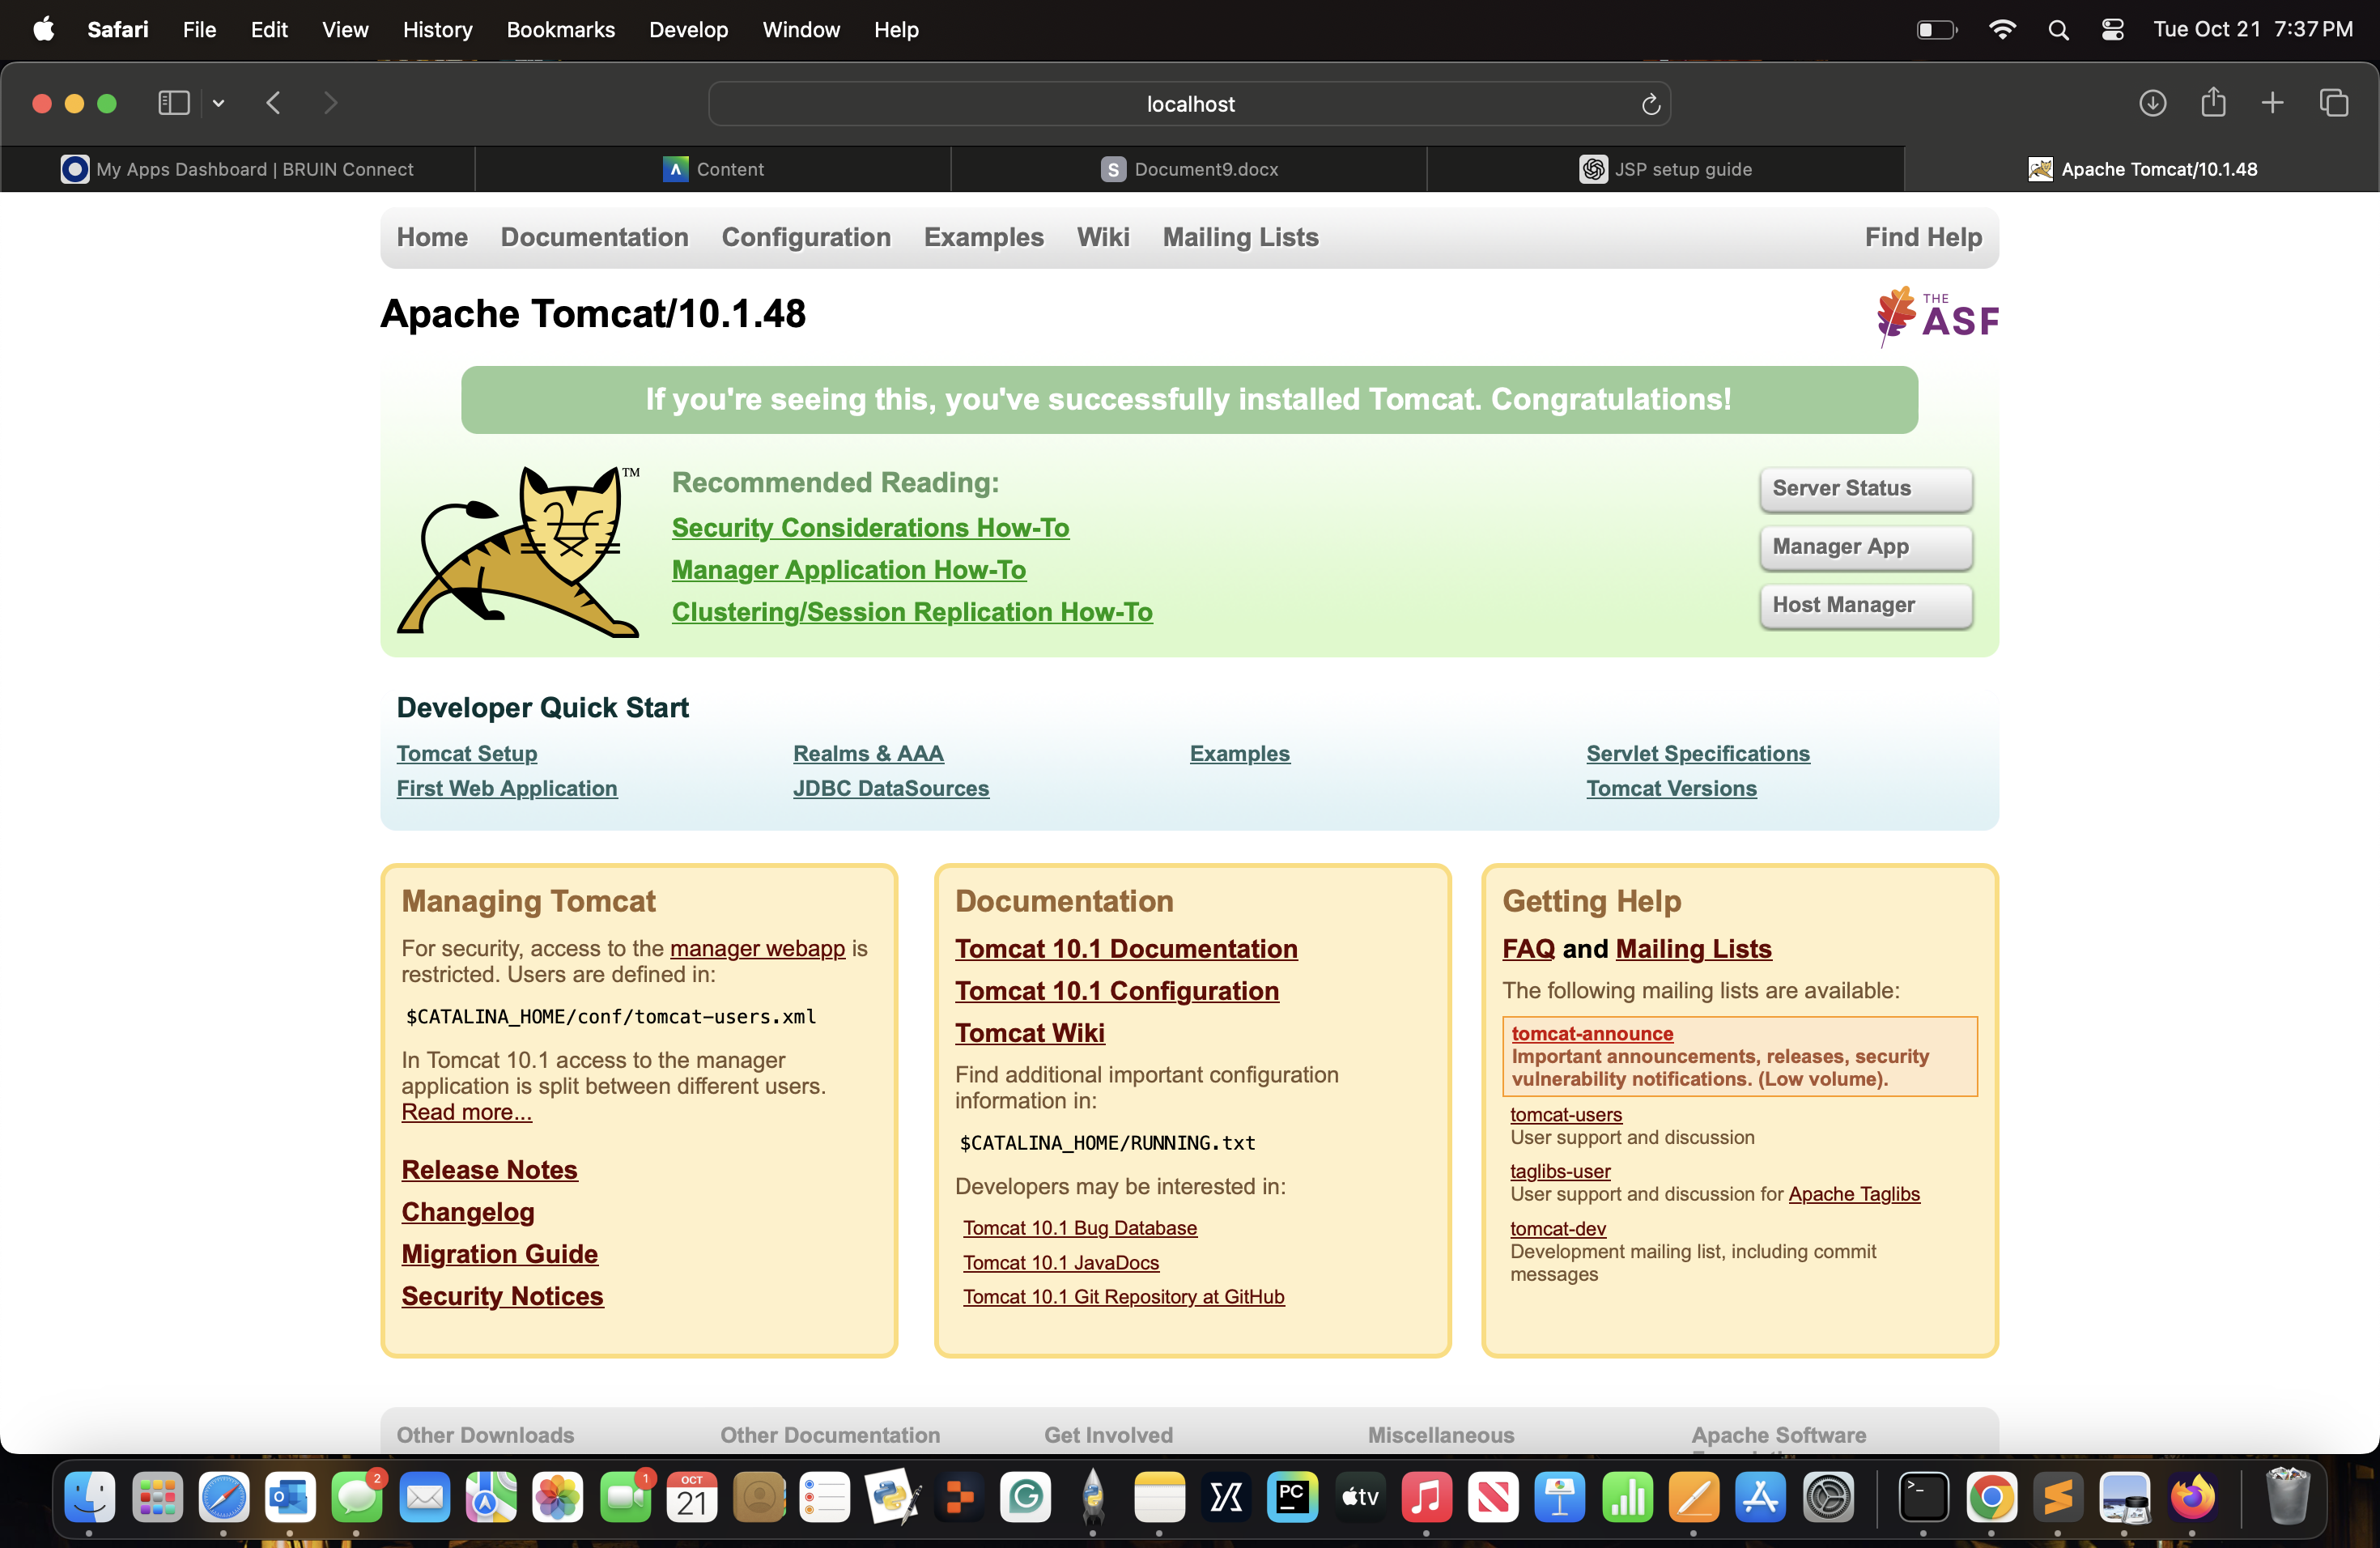 Safari File Edit View History Bookmarks Develop Window Help Tue Oct 21 7:37 PM
localhost
My Apps Dashboard | BRUIN Connect Content S Document9.docx JSP setup guide Apache Tomcat/10.1.48
Home Documentation Configuration Examples Wiki Mailing Lists Find Help
Apache Tomcat/10.1.48
THE
ASF
If you're seeing this, you've successfully installed Tomcat. Congratulations!
TM
Recommended Reading:
Security Considerations How-To
Manager Application How-To
Clustering/Session Replication How-To
Server Status
Manager App
Host Manager
Developer Quick Start
Tomcat Setup Realms & AAA Examples Servlet Specifications
First Web Application JDBC DataSources Tomcat Versions
Managing Tomcat
For security, access to the manager webapp is
restricted. Users are defined in:
$CATALINA_HOME/conf/tomcat-users.xml
In Tomcat 10.1 access to the manager
application is split between different users.
Read more...
Release Notes
Changelog
Migration Guide
Security Notices
Documentation
Tomcat 10.1 Documentation
Tomcat 10.1 Configuration
Tomcat Wiki
Find additional important configuration
information in:
$CATALINA_HOME/RUNNING.txt
Developers may be interested in:
Tomcat 10.1 Bug Database
Tomcat 10.1 JavaDocs
Tomcat 10.1 Git Repository at GitHub
Getting Help
FAQ and Mailing Lists
The following mailing lists are available:
tomcat-announce
Important announcements, releases, security
vulnerability notifications. (Low volume).
tomcat-users
User support and discussion
taglibs-user
User support and discussion for Apache Taglibs
tomcat-dev
Development mailing list, including commit
messages
Other Downloads Other Documentation Get Involved Miscellaneous Apache Software
2 1 OCT
21 PC tv